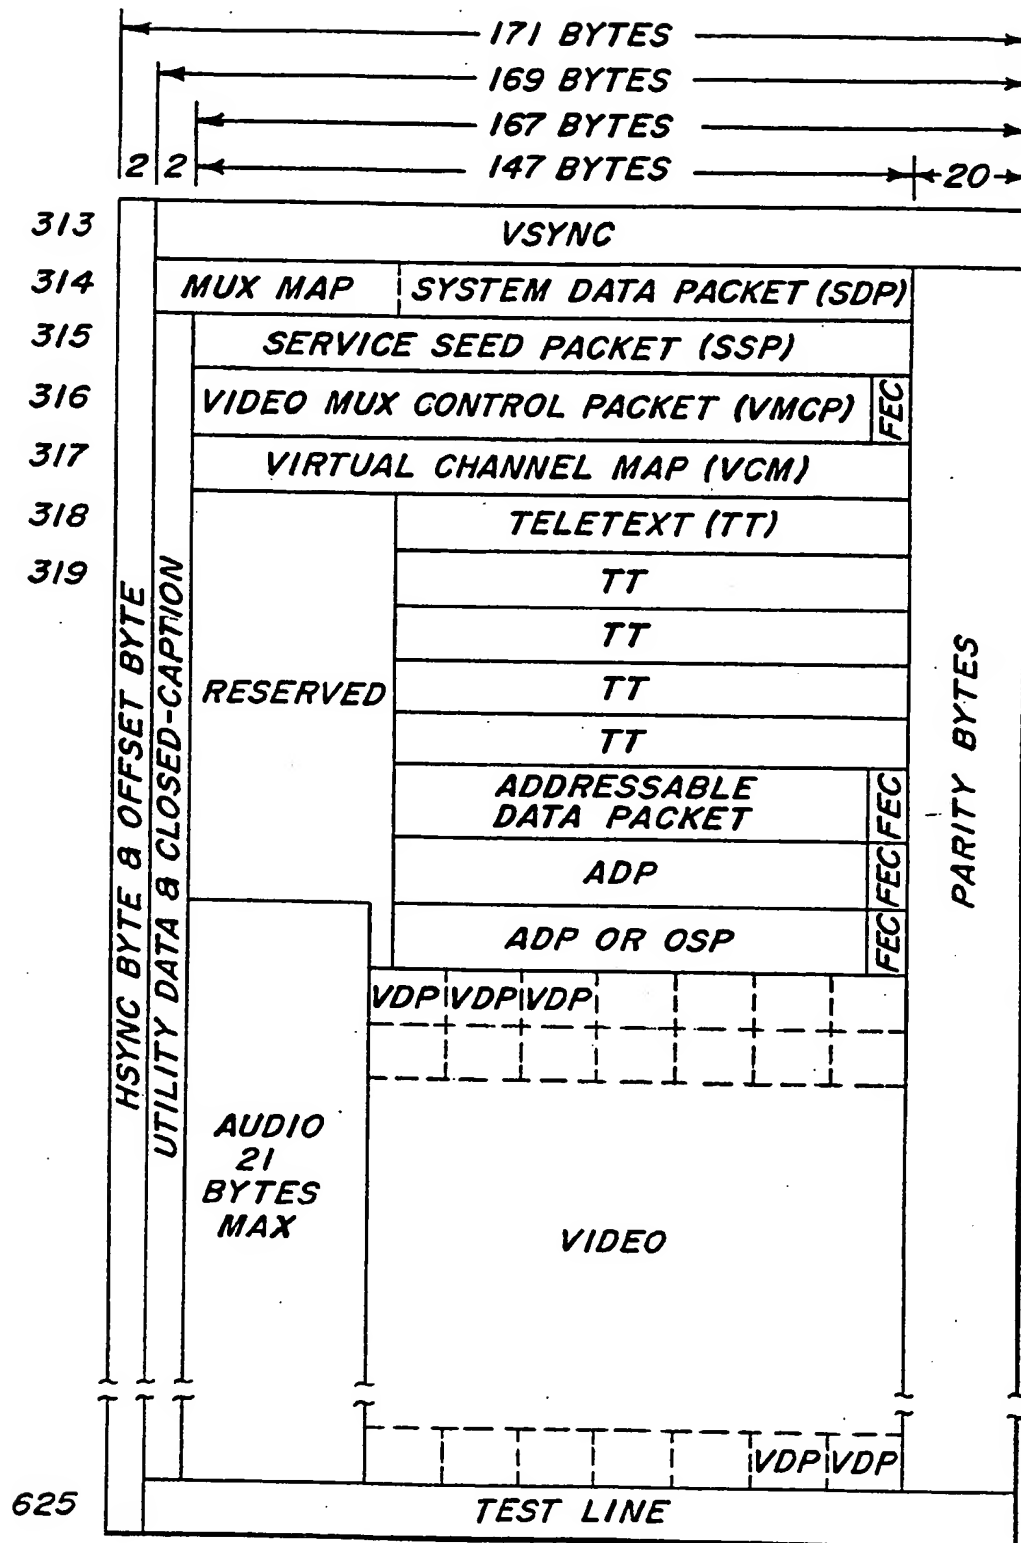 171 BYTES
169 BYTES
167 BYTES
2 2 147 BYTES 20
313 VSYNC
314 MUX MAP SYSTEM DATA PACKET (SDP)
315 SERVICE SEED PACKET (SSP)
316 VIDEO MUX CONTROL PACKET (VMCP) FEC
317 VIRTUAL CHANNEL MAP (VCM)
318 TELETEXT (TT)
319 TT
TT
TT
TT
RESERVED
ADDRESSABLE
DATA PACKET
FEC
ADP FEC
ADP OR OSP FEC
HSYNC BYTE & OFFSET BYTE
UTILITY DATA & CLOSED-CAPTION
PARITY BYTES
VDP VDP VDP
AUDIO
21
BYTES
MAX
VIDEO
VDP VDP
625 TEST LINE